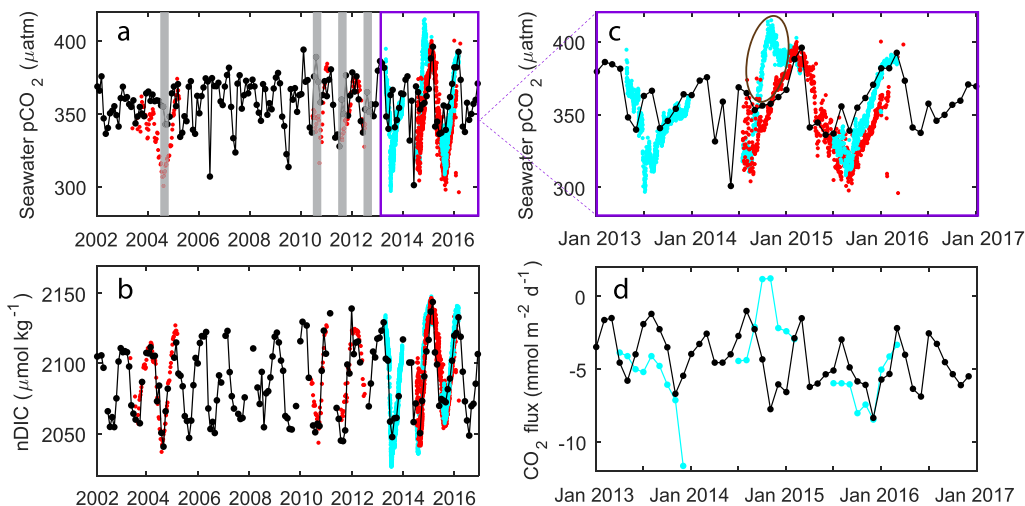 a
Seawater pCO2 (μatm)
400
350
300
2002 2004 2006 2008 2010 2012 2014 2016
c
Seawater pCO2 (μatm)
400
350
300
Jan 2013 Jan 2014 Jan 2015 Jan 2016 Jan 2017
b
nDIC (μmol kg-1)
2150
2100
2050
2002 2004 2006 2008 2010 2012 2014 2016
d
CO2 flux (mmol m-2 d-1)
0
-5
-10
Jan 2013 Jan 2014 Jan 2015 Jan 2016 Jan 2017